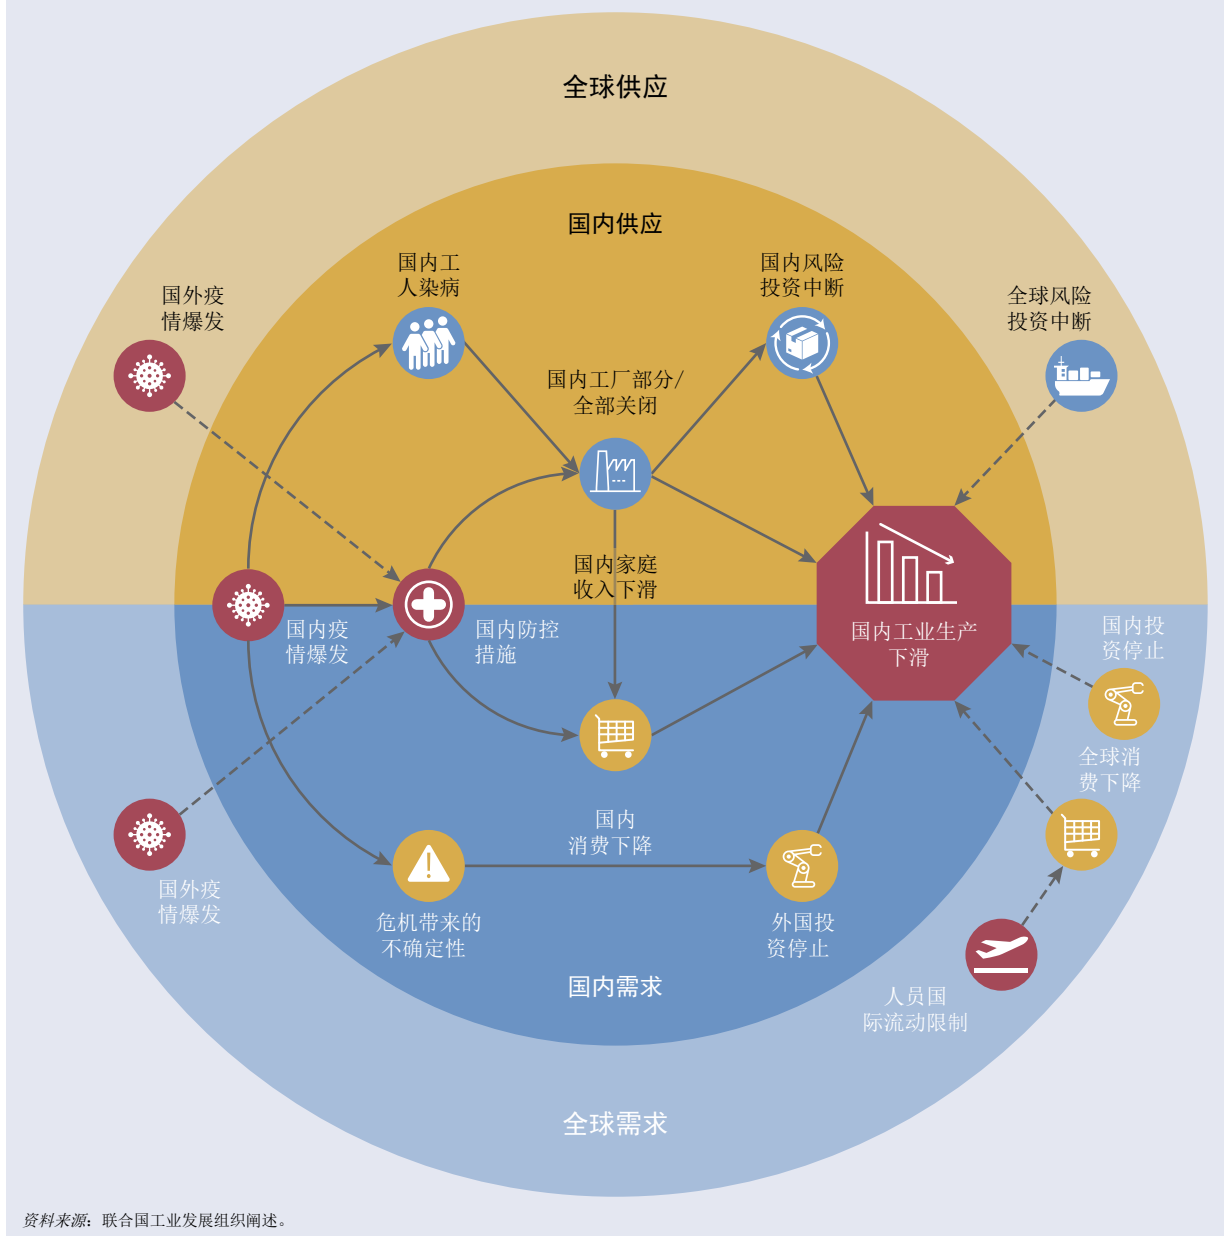 全球供应
国内供应
国内工
人染病
国内风险
投资中断
国外疫
情爆发
全球风险
投资中断
国内工厂部分/
全部关闭
国内家庭
收入下滑
国内疫
情爆发
国内防控
措施
国内工业生产
下滑
国内投
资停止
全球消
费下降
国内
消费下降
国外疫
情爆发
危机带来的
不确定性
外国投
资停止
国内需求
人员国
际流动限制
全球需求
资料来源：联合国工业发展组织阐述。